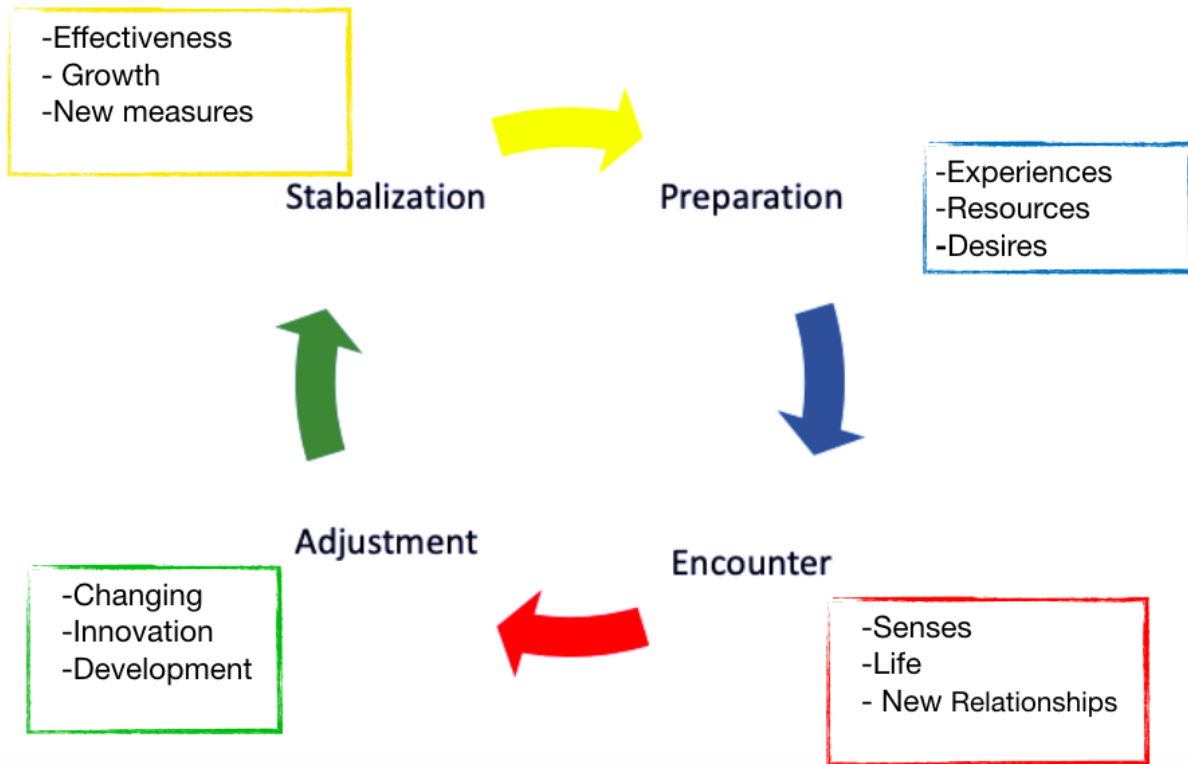 -Effectiveness
- Growth
-New measures
Stabalization
Preparation
-Experiences
-Resources
-Desires
Adjustment
Encounter
-Changing
-Innovation
-Development
-Senses
-Life
- New Relationships